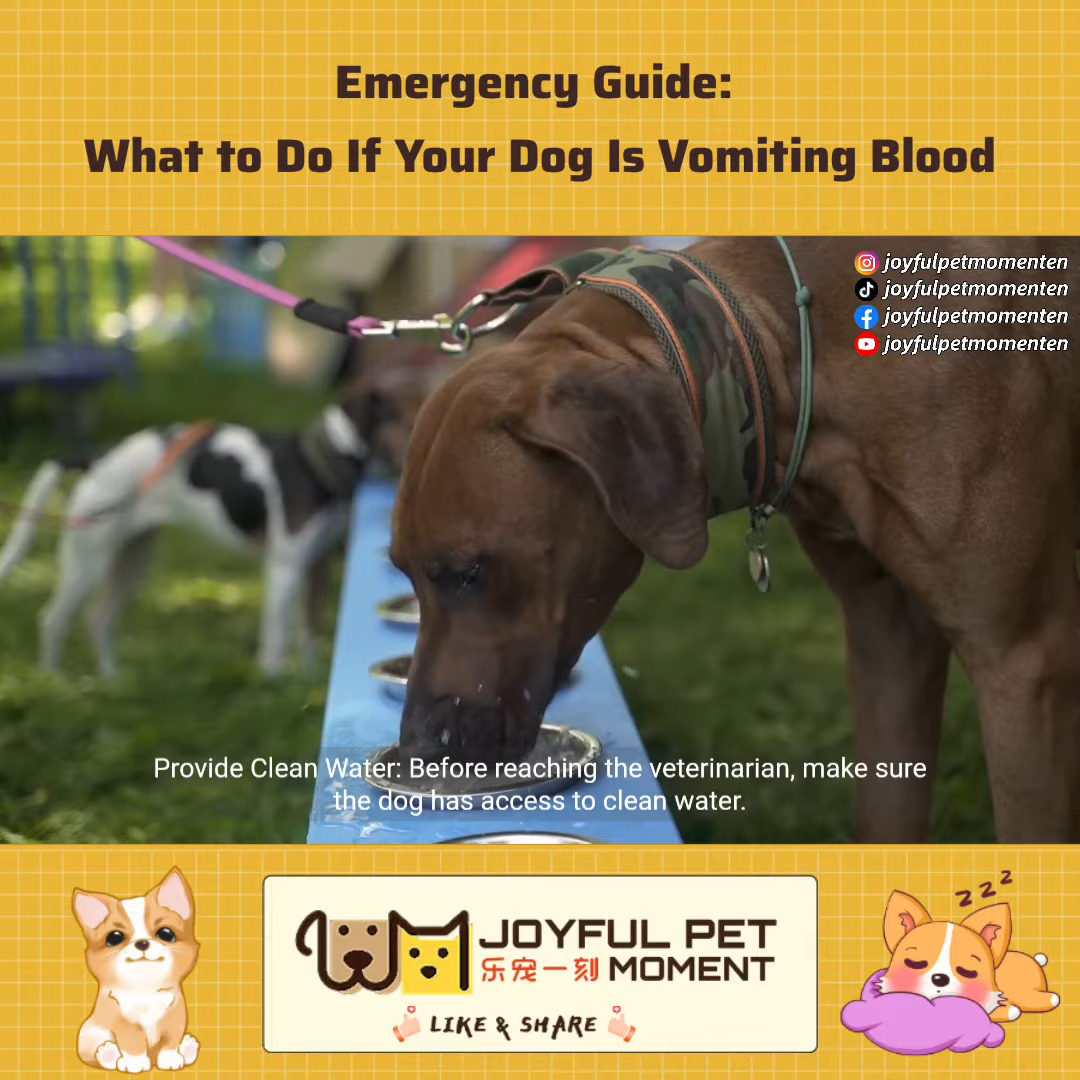 Emergency Guide:
What to Do If Your Dog Is Vomiting Blood
joyfulpetmomenten
joyfulpetmomenten
joyfulpetmomenten
joyfulpetmomenten
Provide Clean Water: Before reaching the veterinarian, make sure
the dog has access to clean water.
z z z
JOYFUL PET
乐宠一刻 MOMENT
LIKE & SHARE